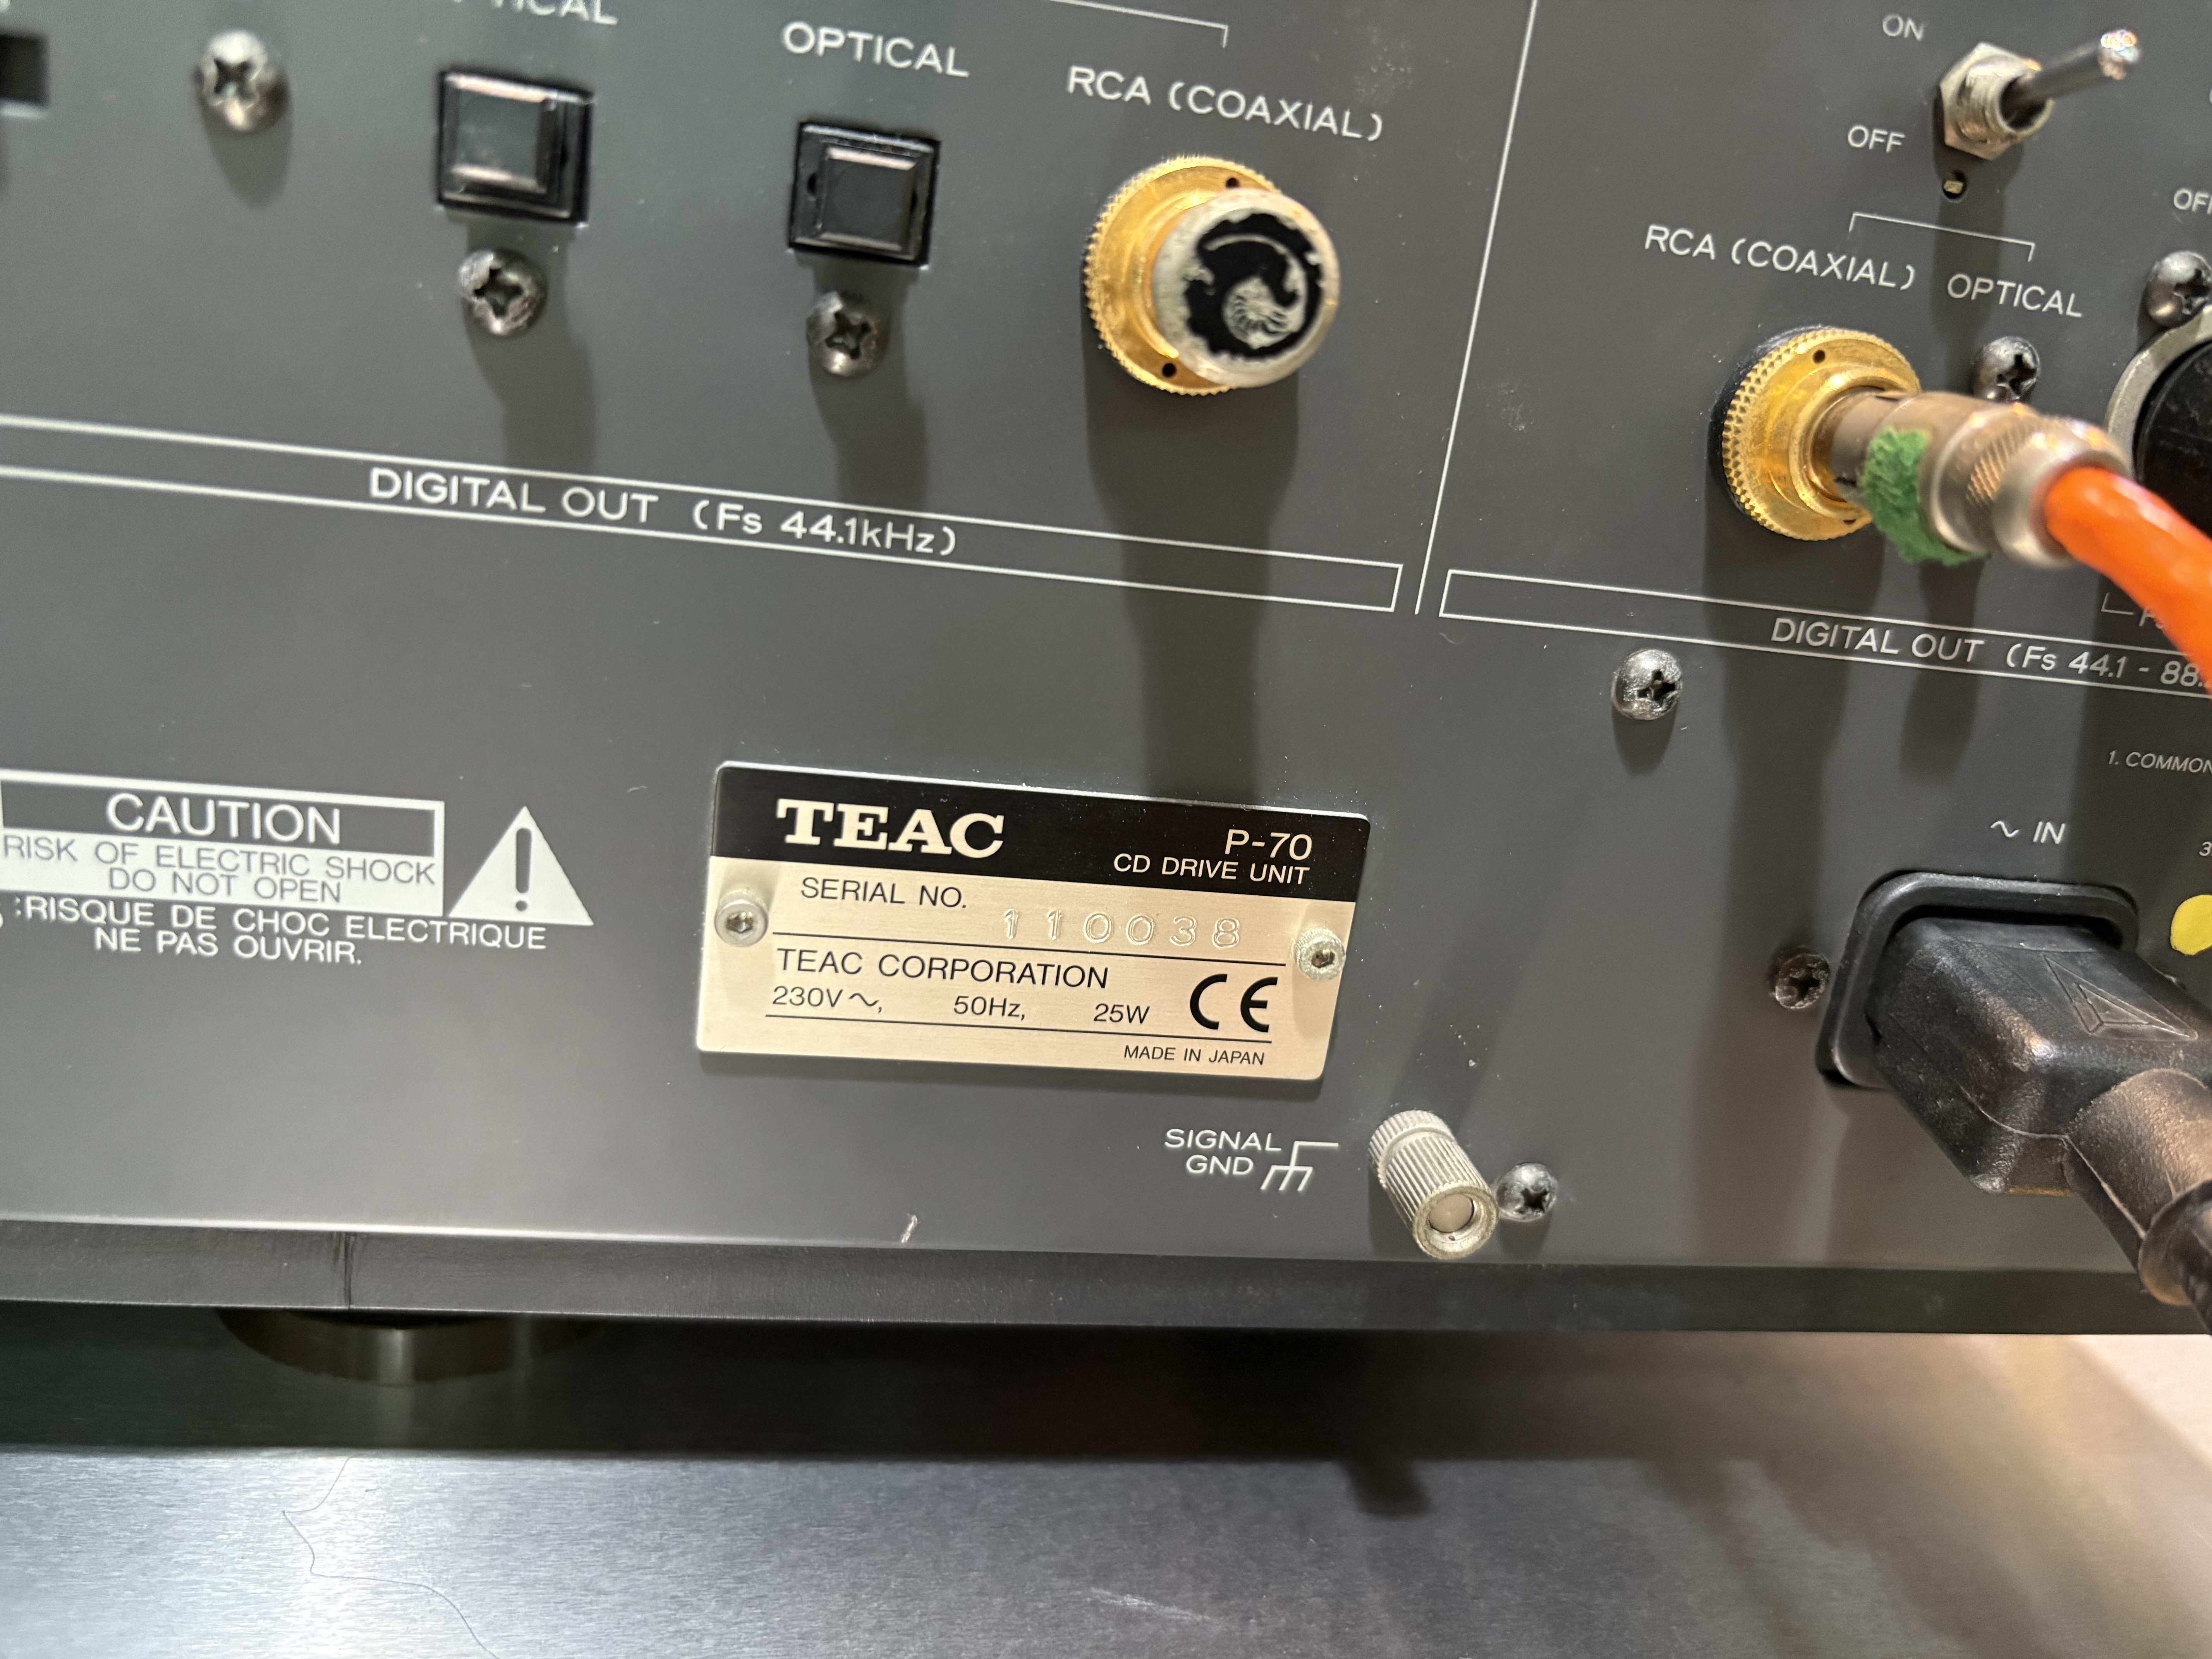 OPTICAL
RCA (COAXIAL)
ON
OFF
RCA (COAXIAL) OPTICAL
DIGITAL OUT (Fs 44.1kHz)
DIGITAL OUT (Fs 44.1 - 88.
1. COMMON
~ IN
CAUTION
RISK OF ELECTRIC SHOCK
DO NOT OPEN
:RISQUE DE CHOC ELECTRIQUE
NE PAS OUVRIR.
TEAC P-70
CD DRIVE UNIT
SERIAL NO. 110038
TEAC CORPORATION
230V~, 50Hz, 25W CE
MADE IN JAPAN
SIGNAL
GND